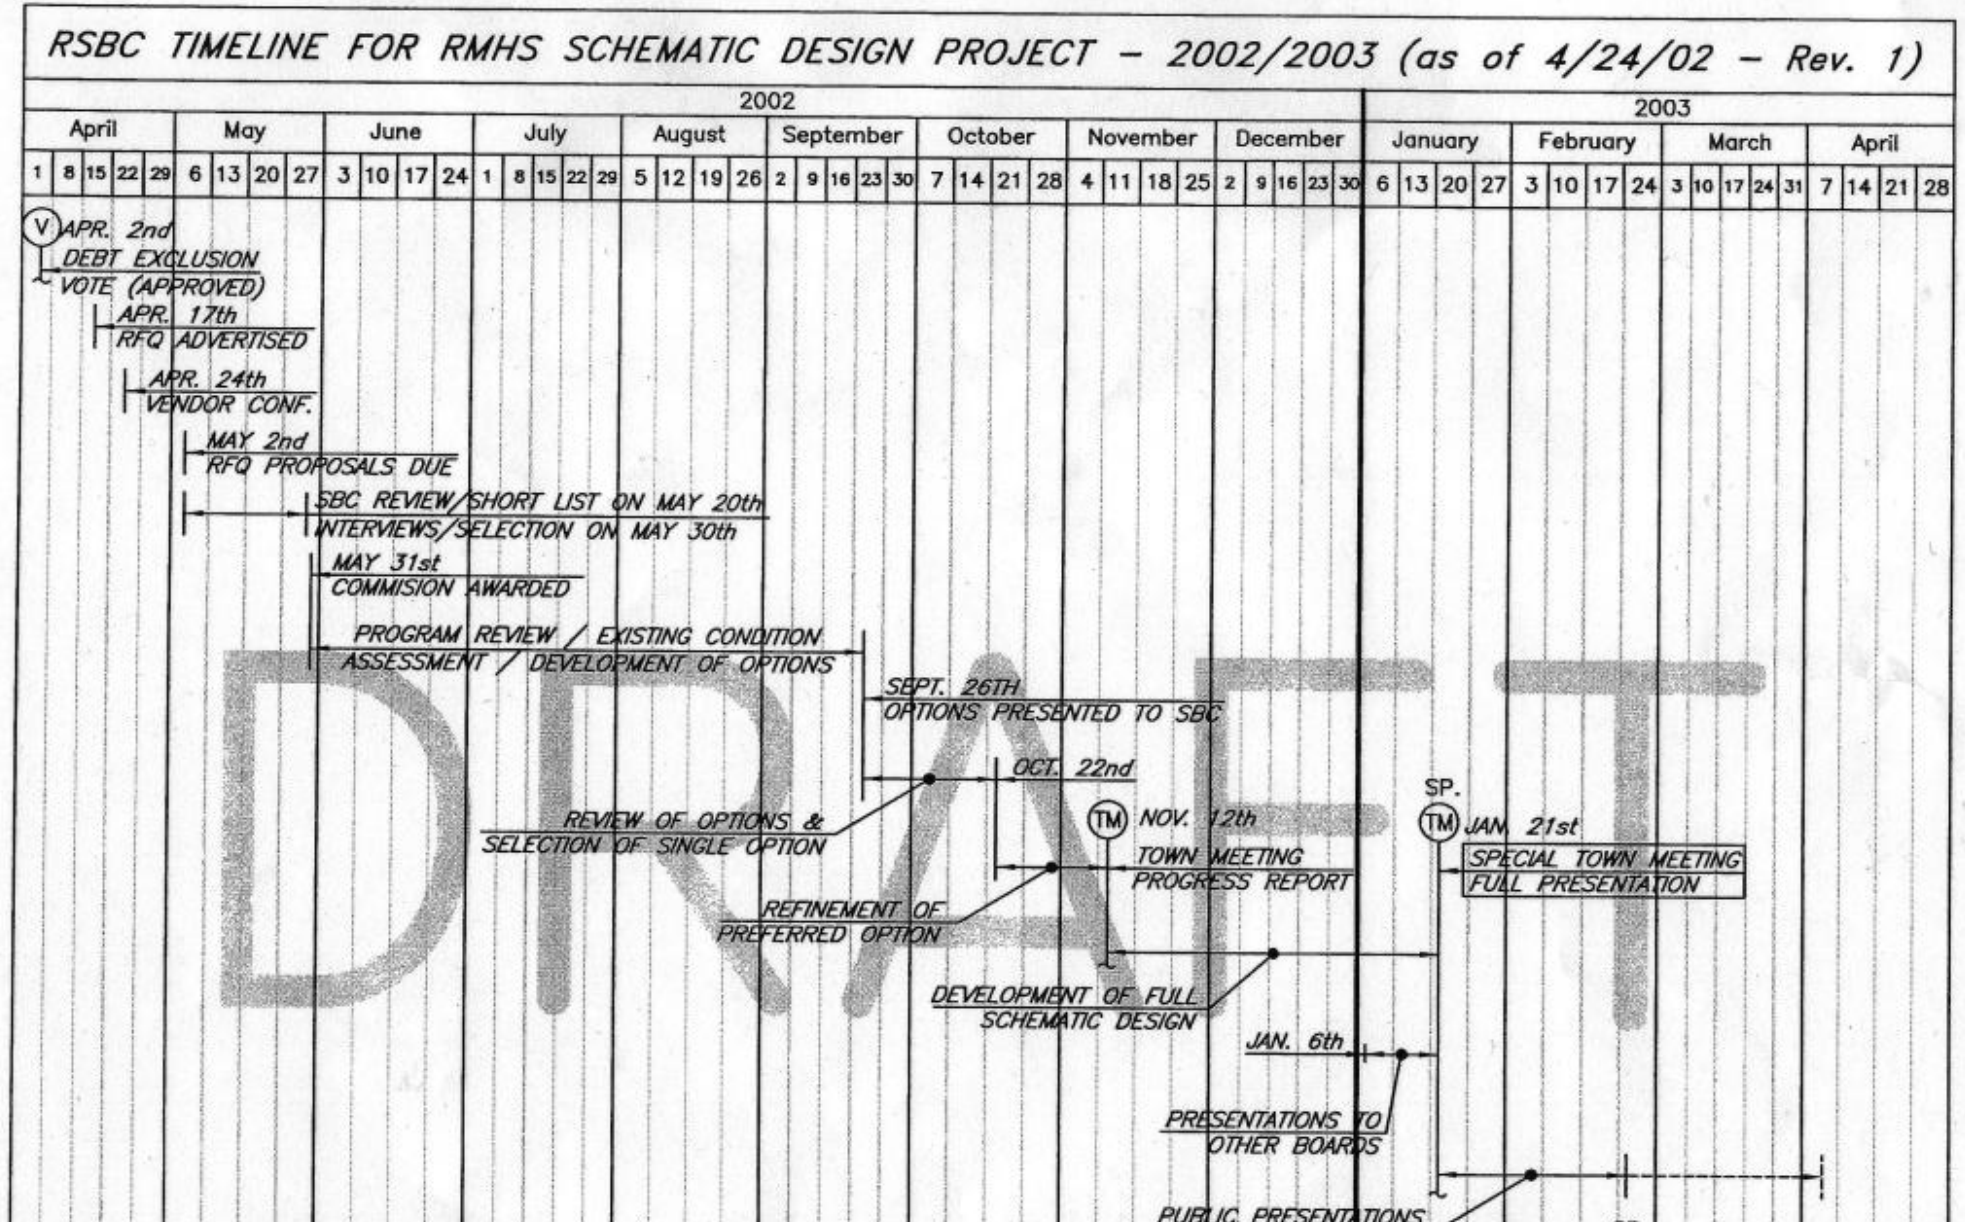 RSBC TIMELINE FOR RMHS SCHEMATIC DESIGN PROJECT - 2002/2003 (as of 4/24/02 - Rev. 1)
2002 2003
April May June July August September October November December January February March April
1 8 15 22 29 6 13 20 27 3 10 17 24 1 8 15 22 29 5 12 19 26 2 9 16 23 30 7 14 21 28 4 11 18 25 2 9 16 23 30 6 13 20 27 3 10 17 24 3 10 17 24 31 7 14 21 28
V APR. 2nd
DEBT EXCLUSION
VOTE (APPROVED)
APR. 17th
RFQ ADVERTISED
APR. 24th
VENDOR CONF.
MAY 2nd
RFQ PROPOSALS DUE
SBC REVIEW/SHORT LIST ON MAY 20th
INTERVIEWS/SELECTION ON MAY 30th
MAY 31st
COMMISION AWARDED
PROGRAM REVIEW / EXISTING CONDITION
ASSESSMENT / DEVELOPMENT OF OPTIONS
DRAFT
SEPT. 26TH
OPTIONS PRESENTED TO SBC
OCT. 22nd
REVIEW OF OPTIONS &
SELECTION OF SINGLE OPTION
TM NOV. 12th
TOWN MEETING
PROGRESS REPORT
SP.
TM JAN. 21st
SPECIAL TOWN MEETING
FULL PRESENTATION
REFINEMENT OF
PREFERRED OPTION
DEVELOPMENT OF FULL
SCHEMATIC DESIGN
JAN. 6th
PRESENTATIONS TO
OTHER BOARDS
PUBLIC PRESENTATIONS